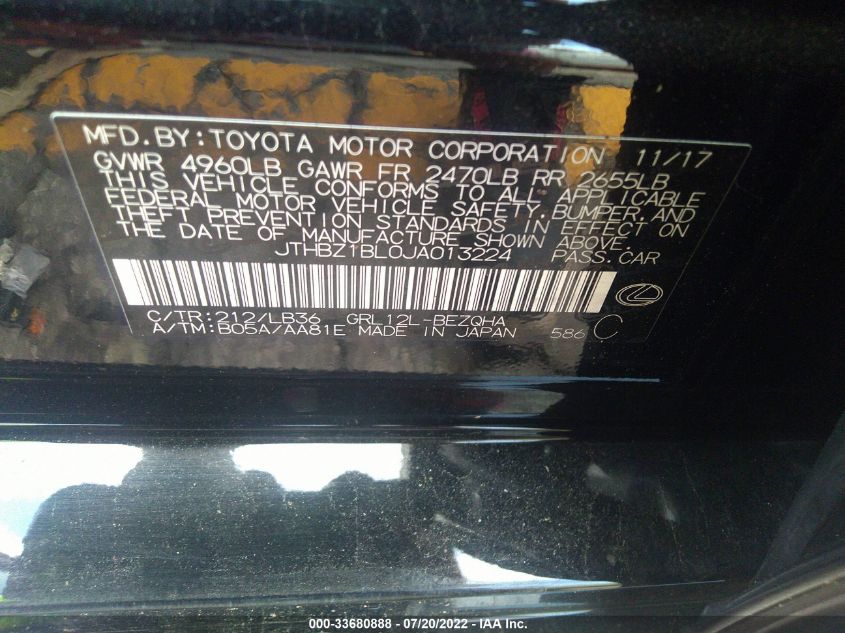 MFD.BY:TOYOTA MOTOR CORPORATION 11/17
GVWR 4960LB GAWR FR 2470LB RR 2655LB
THIS VEHICLE CONFORMS TO ALL APPLICABLE
FEDERAL MOTOR VEHICLE SAFETY,BUMPER,AND
THEFT PREVENTION STANDARDS IN EFFECT ON
THE DATE OF MANUFACTURE SHOWN ABOVE.
JTHBZ1BL0JA013224 PASS.CAR
C/TR:212/LB36 GRL12L-BEZQHA
A/TM:B05A/AA81E MADE IN JAPAN 586 C
000-33680888 - 07/20/2022 - IAA Inc.